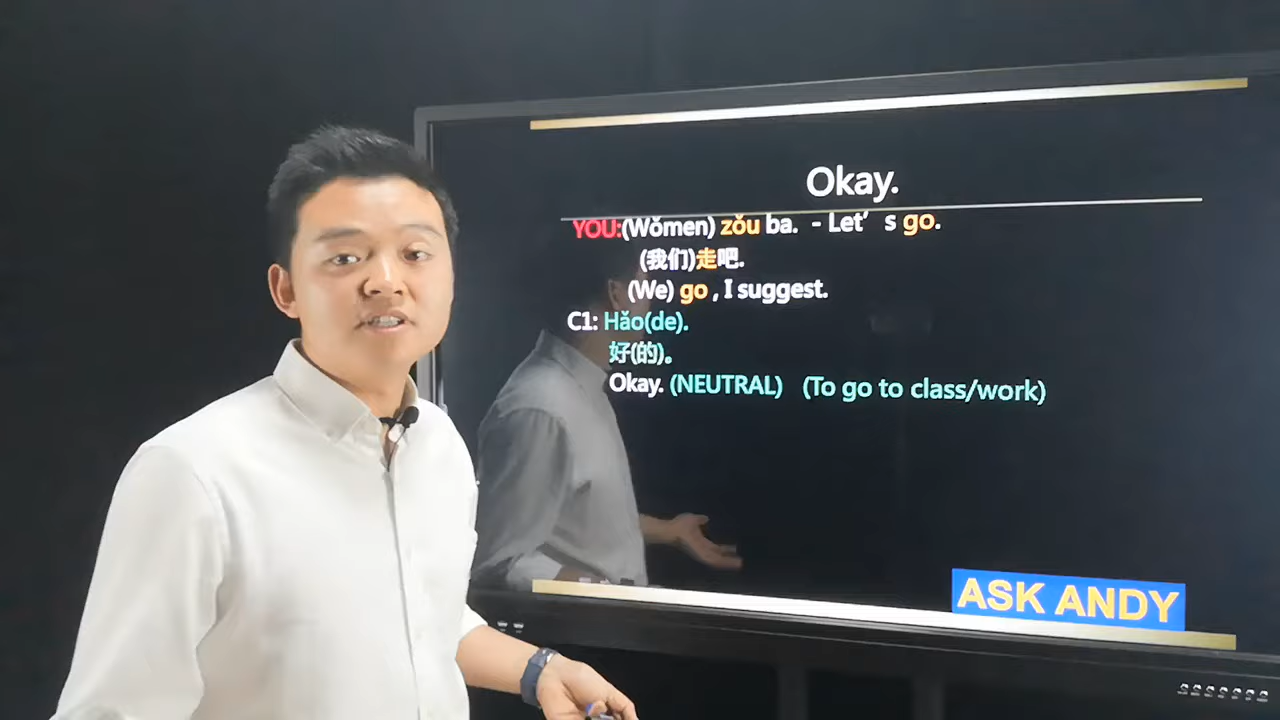 Okay.
YOU:(Wǒmen) zǒu ba. - Let's go.
(我们)走吧.
(We) go , I suggest.
C1: Hǎo(de).
好(的)。
Okay. (NEUTRAL) (To go to class/work)
ASK ANDY